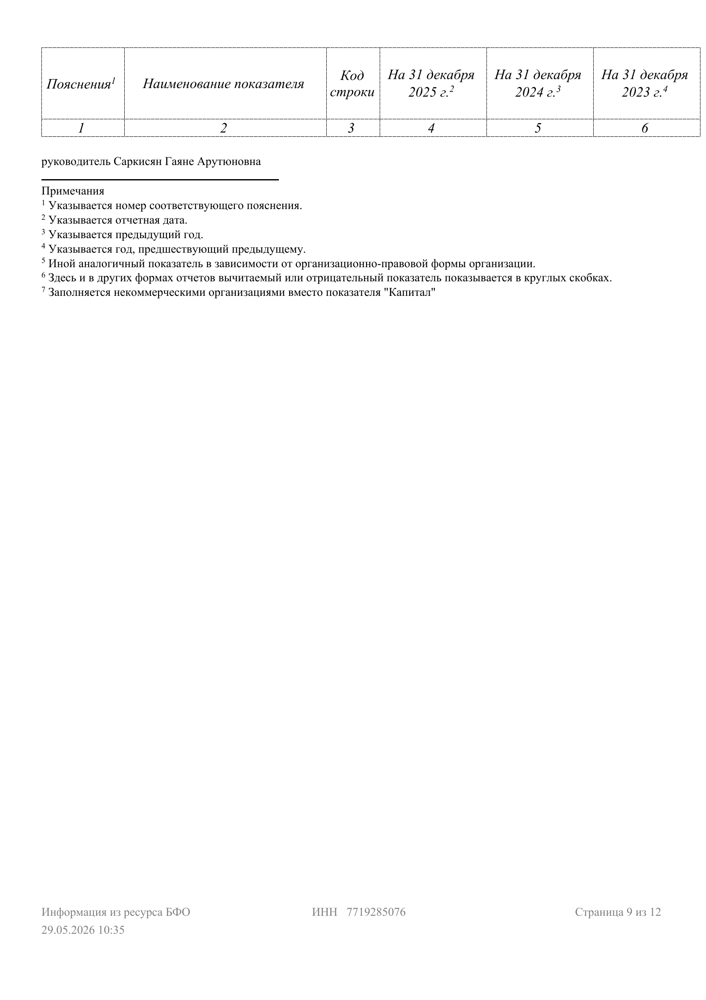 Пояснения¹
Наименование показателя
Код
строки
На 31 декабря
2025 г.²
На 31 декабря
2024 г.³
На 31 декабря
2023 г.⁴
1 2 3 4 5 6
руководитель Саркисян Гаяне Арутюновна
Примечания
¹ Указывается номер соответствующего пояснения.
² Указывается отчетная дата.
³ Указывается предыдущий год.
⁴ Указывается год, предшествующий предыдущему.
⁵ Иной аналогичный показатель в зависимости от организационно-правовой формы организации.
⁶ Здесь и в других формах отчетов вычитаемый или отрицательный показатель показывается в круглых скобках.
⁷ Заполняется некоммерческими организациями вместо показателя "Капитал"
Информация из ресурса БФО ИНН 7719285076 Страница 9 из 12
29.05.2026 10:35